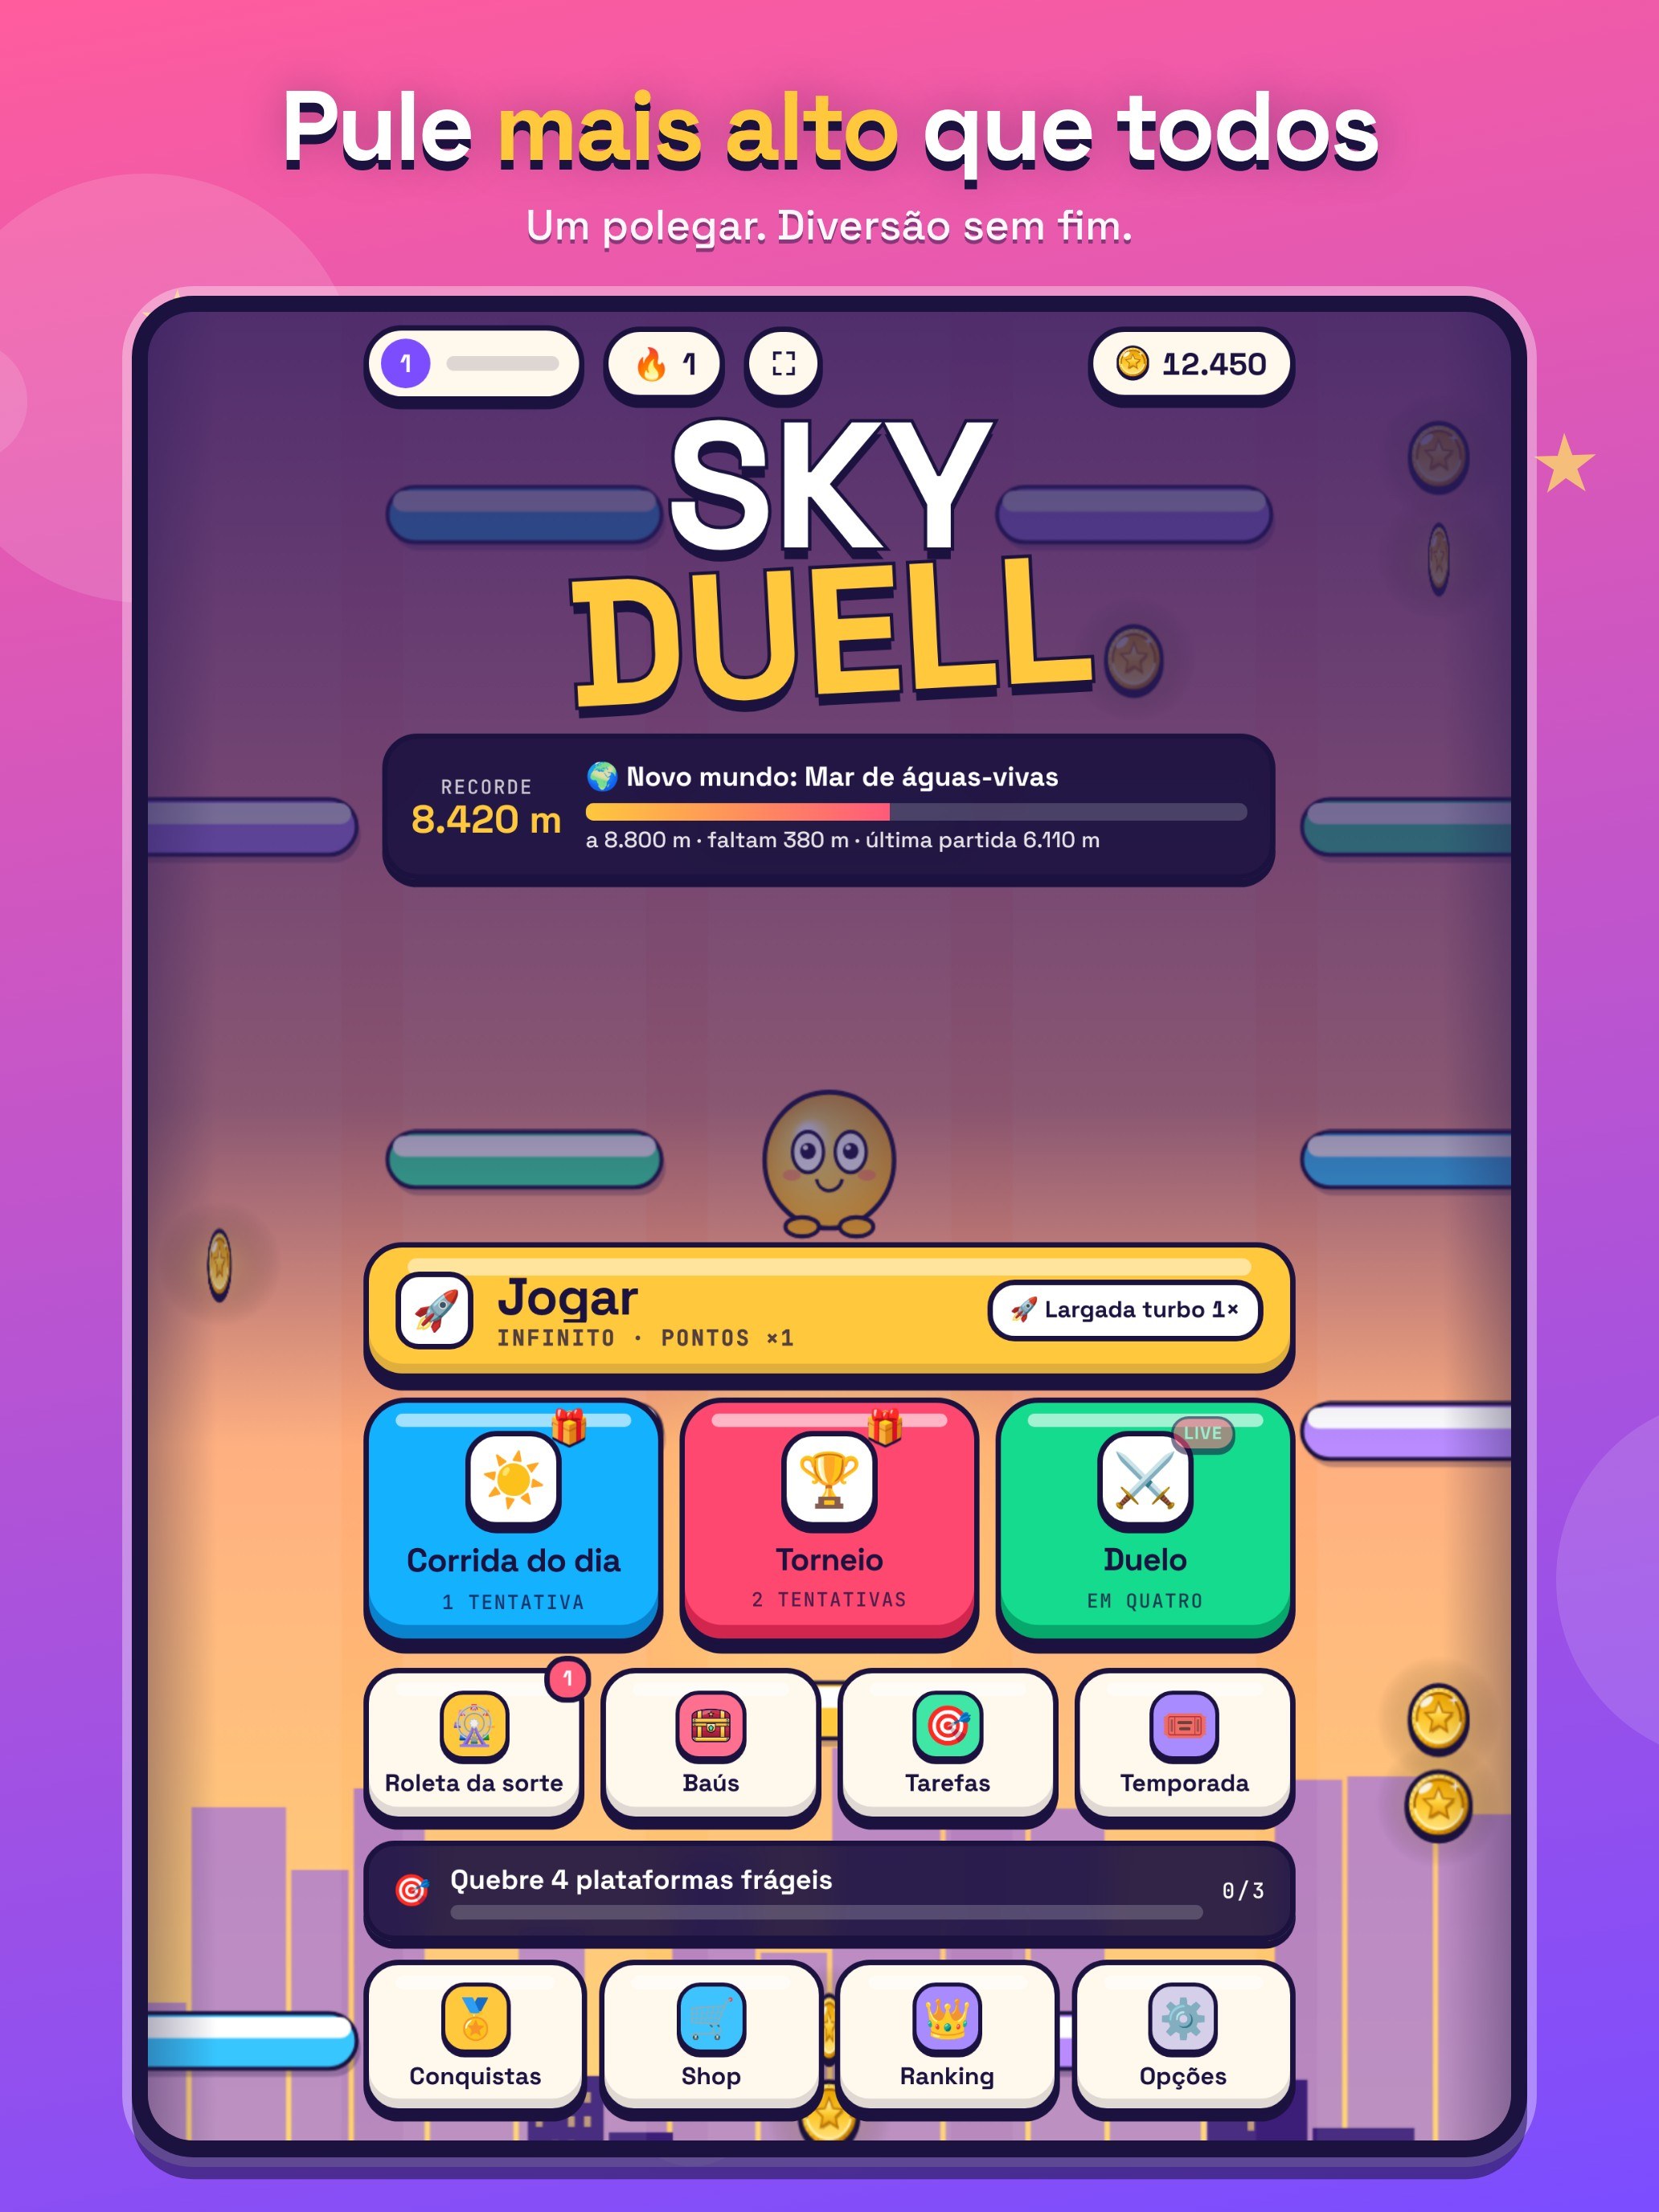 Pule mais alto que todos
Um polegar. Diversão sem fim.
1
1
12.450
SKY
DUELL
RECORDE
8.420 m
Novo mundo: Mar de águas-vivas
a 8.800 m · faltam 380 m · última partida 6.110 m
Jogar
INFINITO · PONTOS ×1
Largada turbo 1×
Corrida do dia
1 TENTATIVA
Torneio
2 TENTATIVAS
LIVE
Duelo
EM QUATRO
1
Roleta da sorte
Baús
Tarefas
Temporada
Quebre 4 plataformas frágeis
0/3
Conquistas
Shop
Ranking
Opções